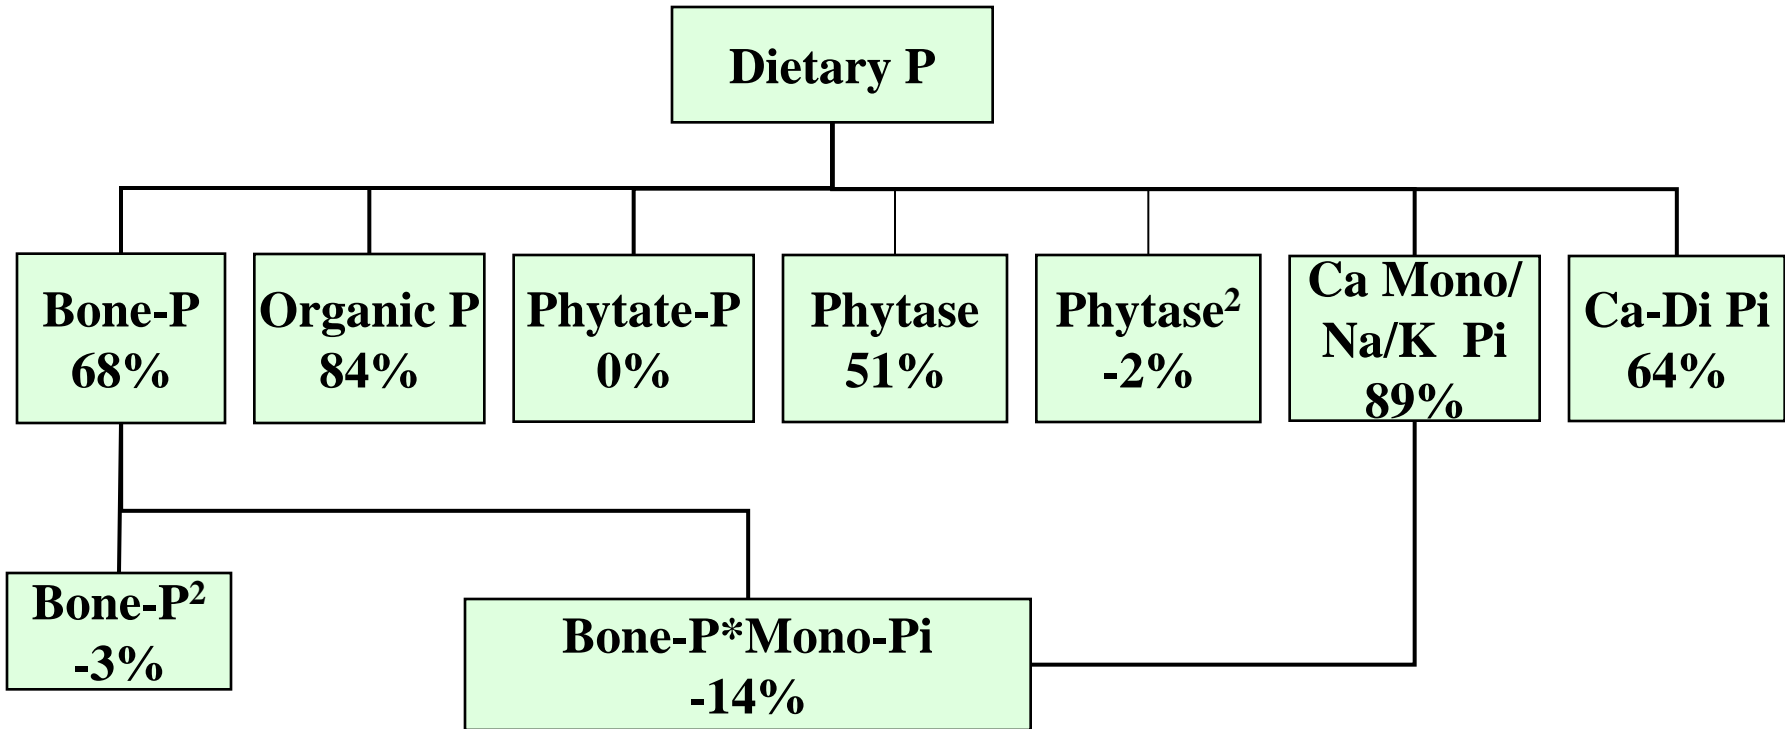 Dietary P
Bone-P
68%
Organic P
84%
Phytate-P
0%
Phytase
51%
Phytase²
-2%
Ca Mono/
Na/K Pi
89%
Ca-Di Pi
64%
Bone-P²
-3%
Bone-P*Mono-Pi
-14%